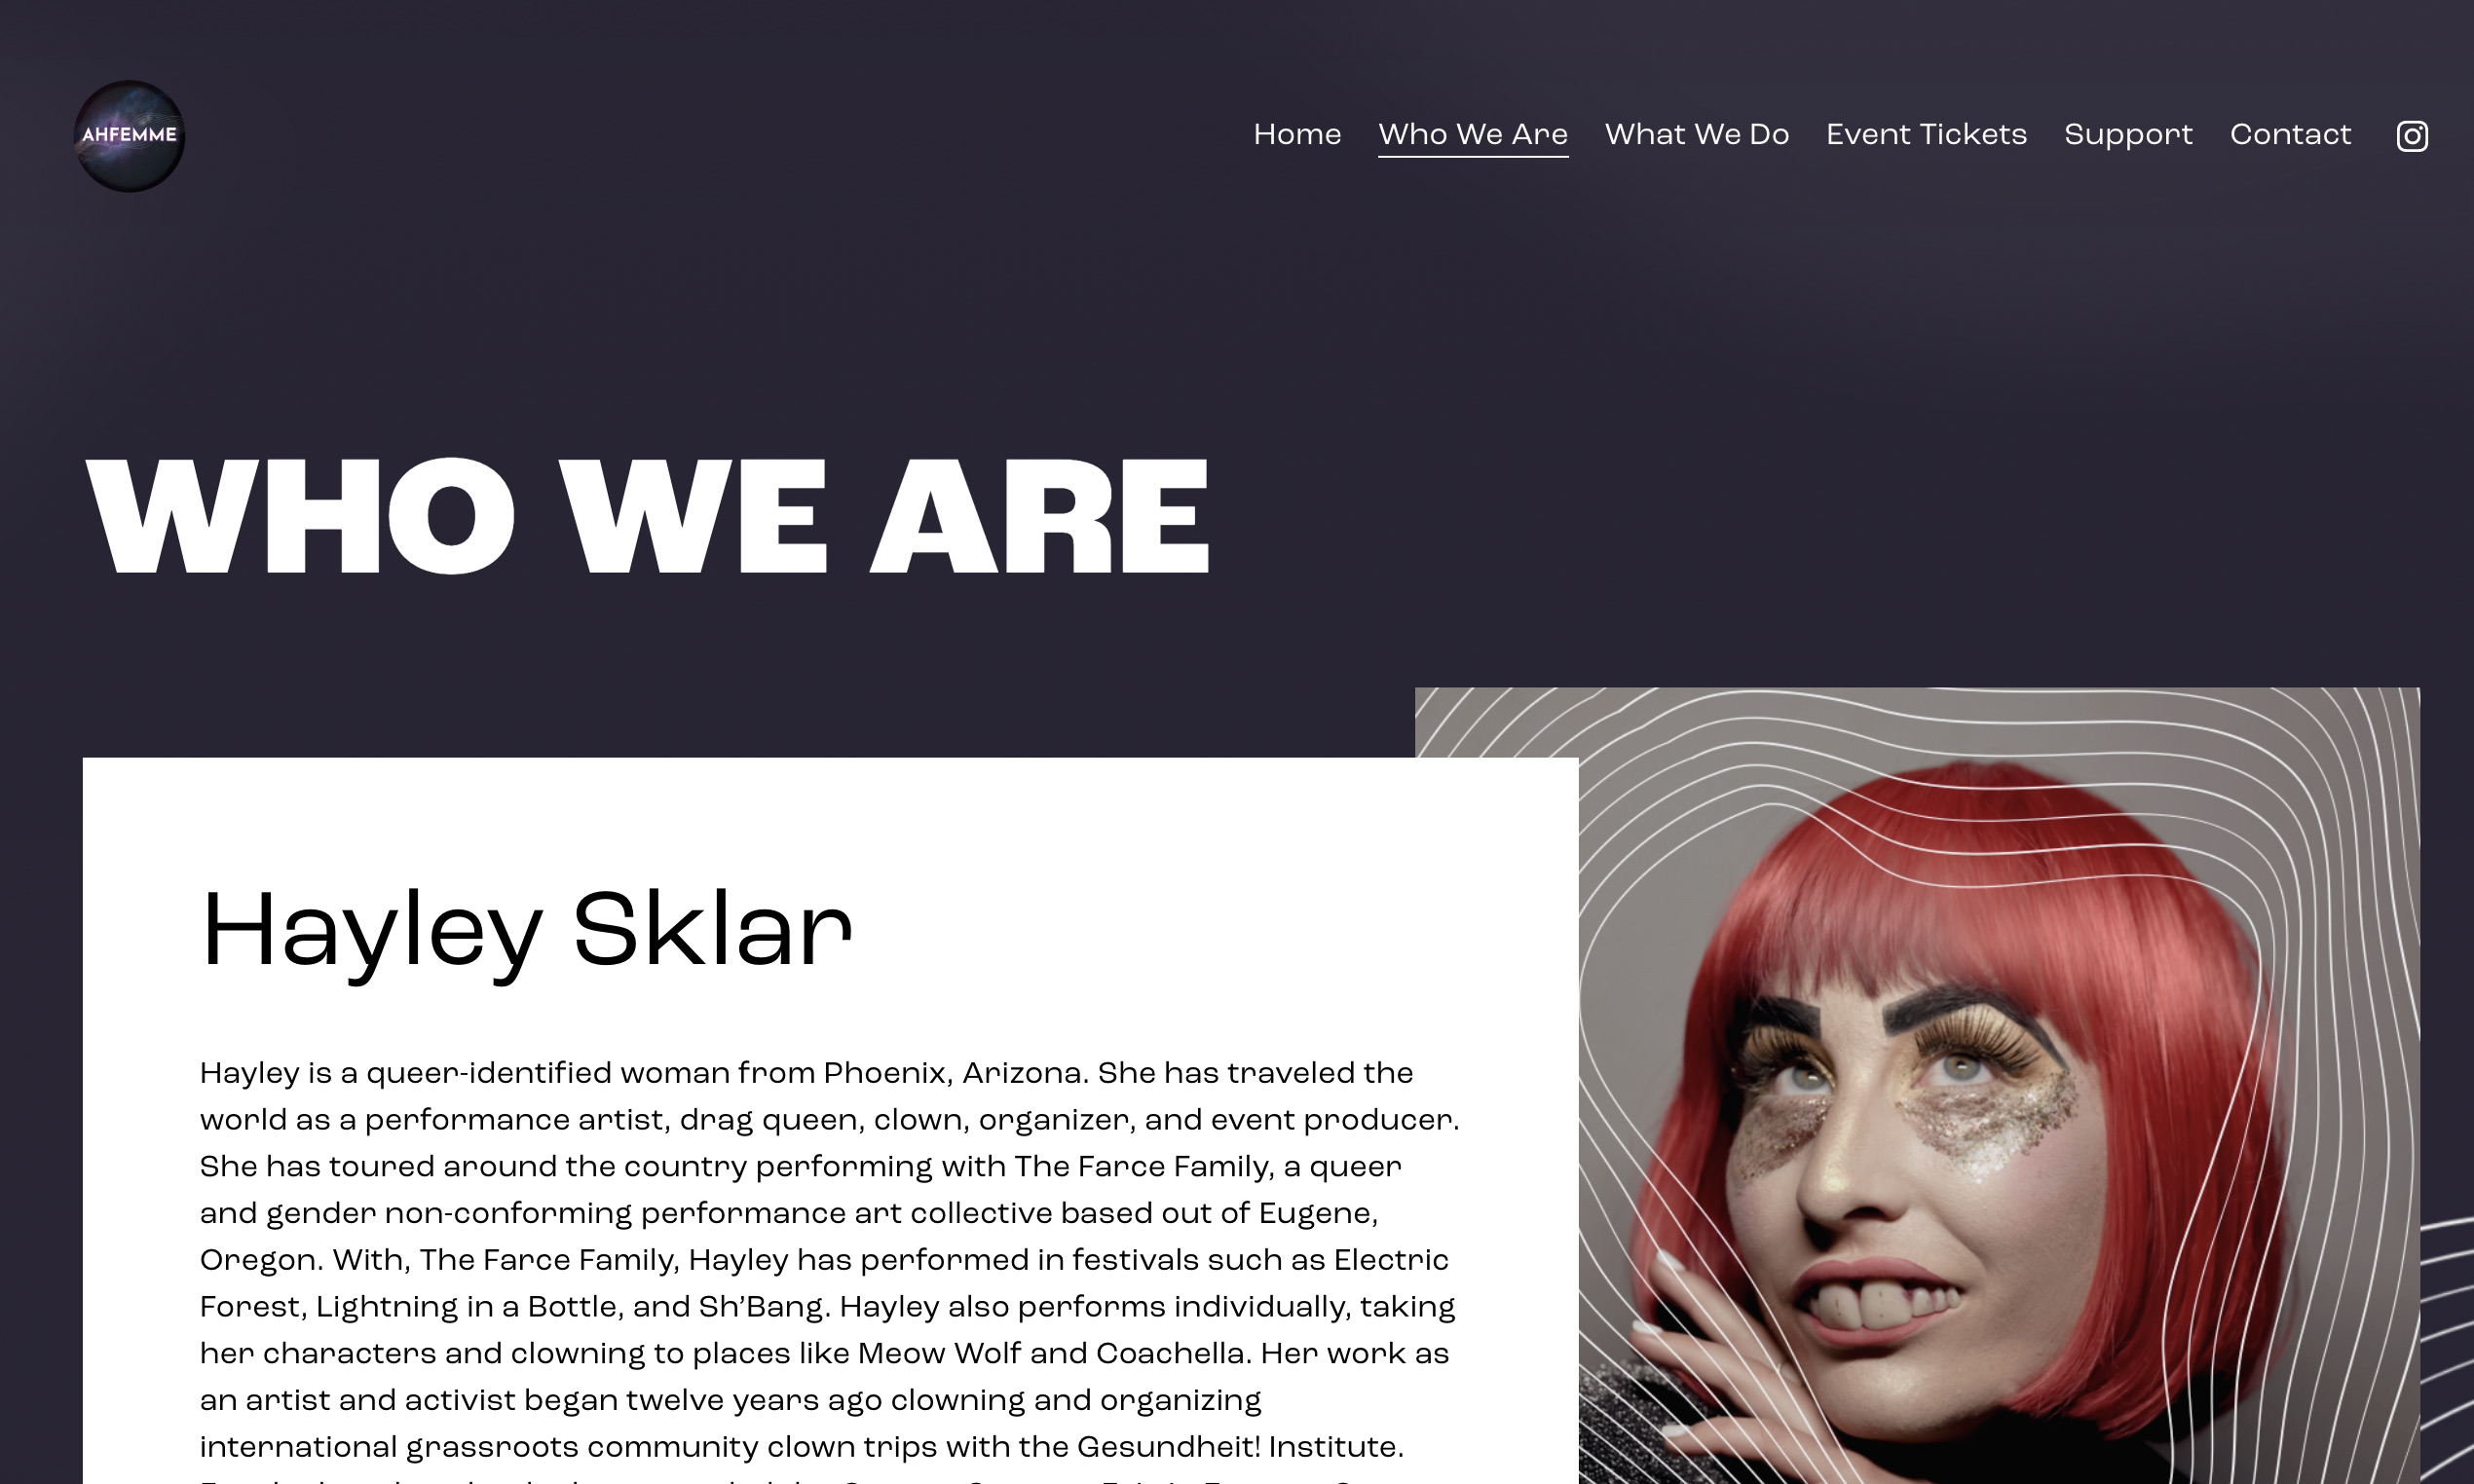 AHFEMME
Home Who We Are What We Do Event Tickets Support Contact
WHO WE ARE
Hayley Sklar
Hayley is a queer-identified woman from Phoenix, Arizona. She has traveled the
world as a performance artist, drag queen, clown, organizer, and event producer.
She has toured around the country performing with The Farce Family, a queer
and gender non-conforming performance art collective based out of Eugene,
Oregon. With, The Farce Family, Hayley has performed in festivals such as Electric
Forest, Lightning in a Bottle, and Sh’Bang. Hayley also performs individually, taking
her characters and clowning to places like Meow Wolf and Coachella. Her work as
an artist and activist began twelve years ago clowning and organizing
international grassroots community clown trips with the Gesundheit! Institute.